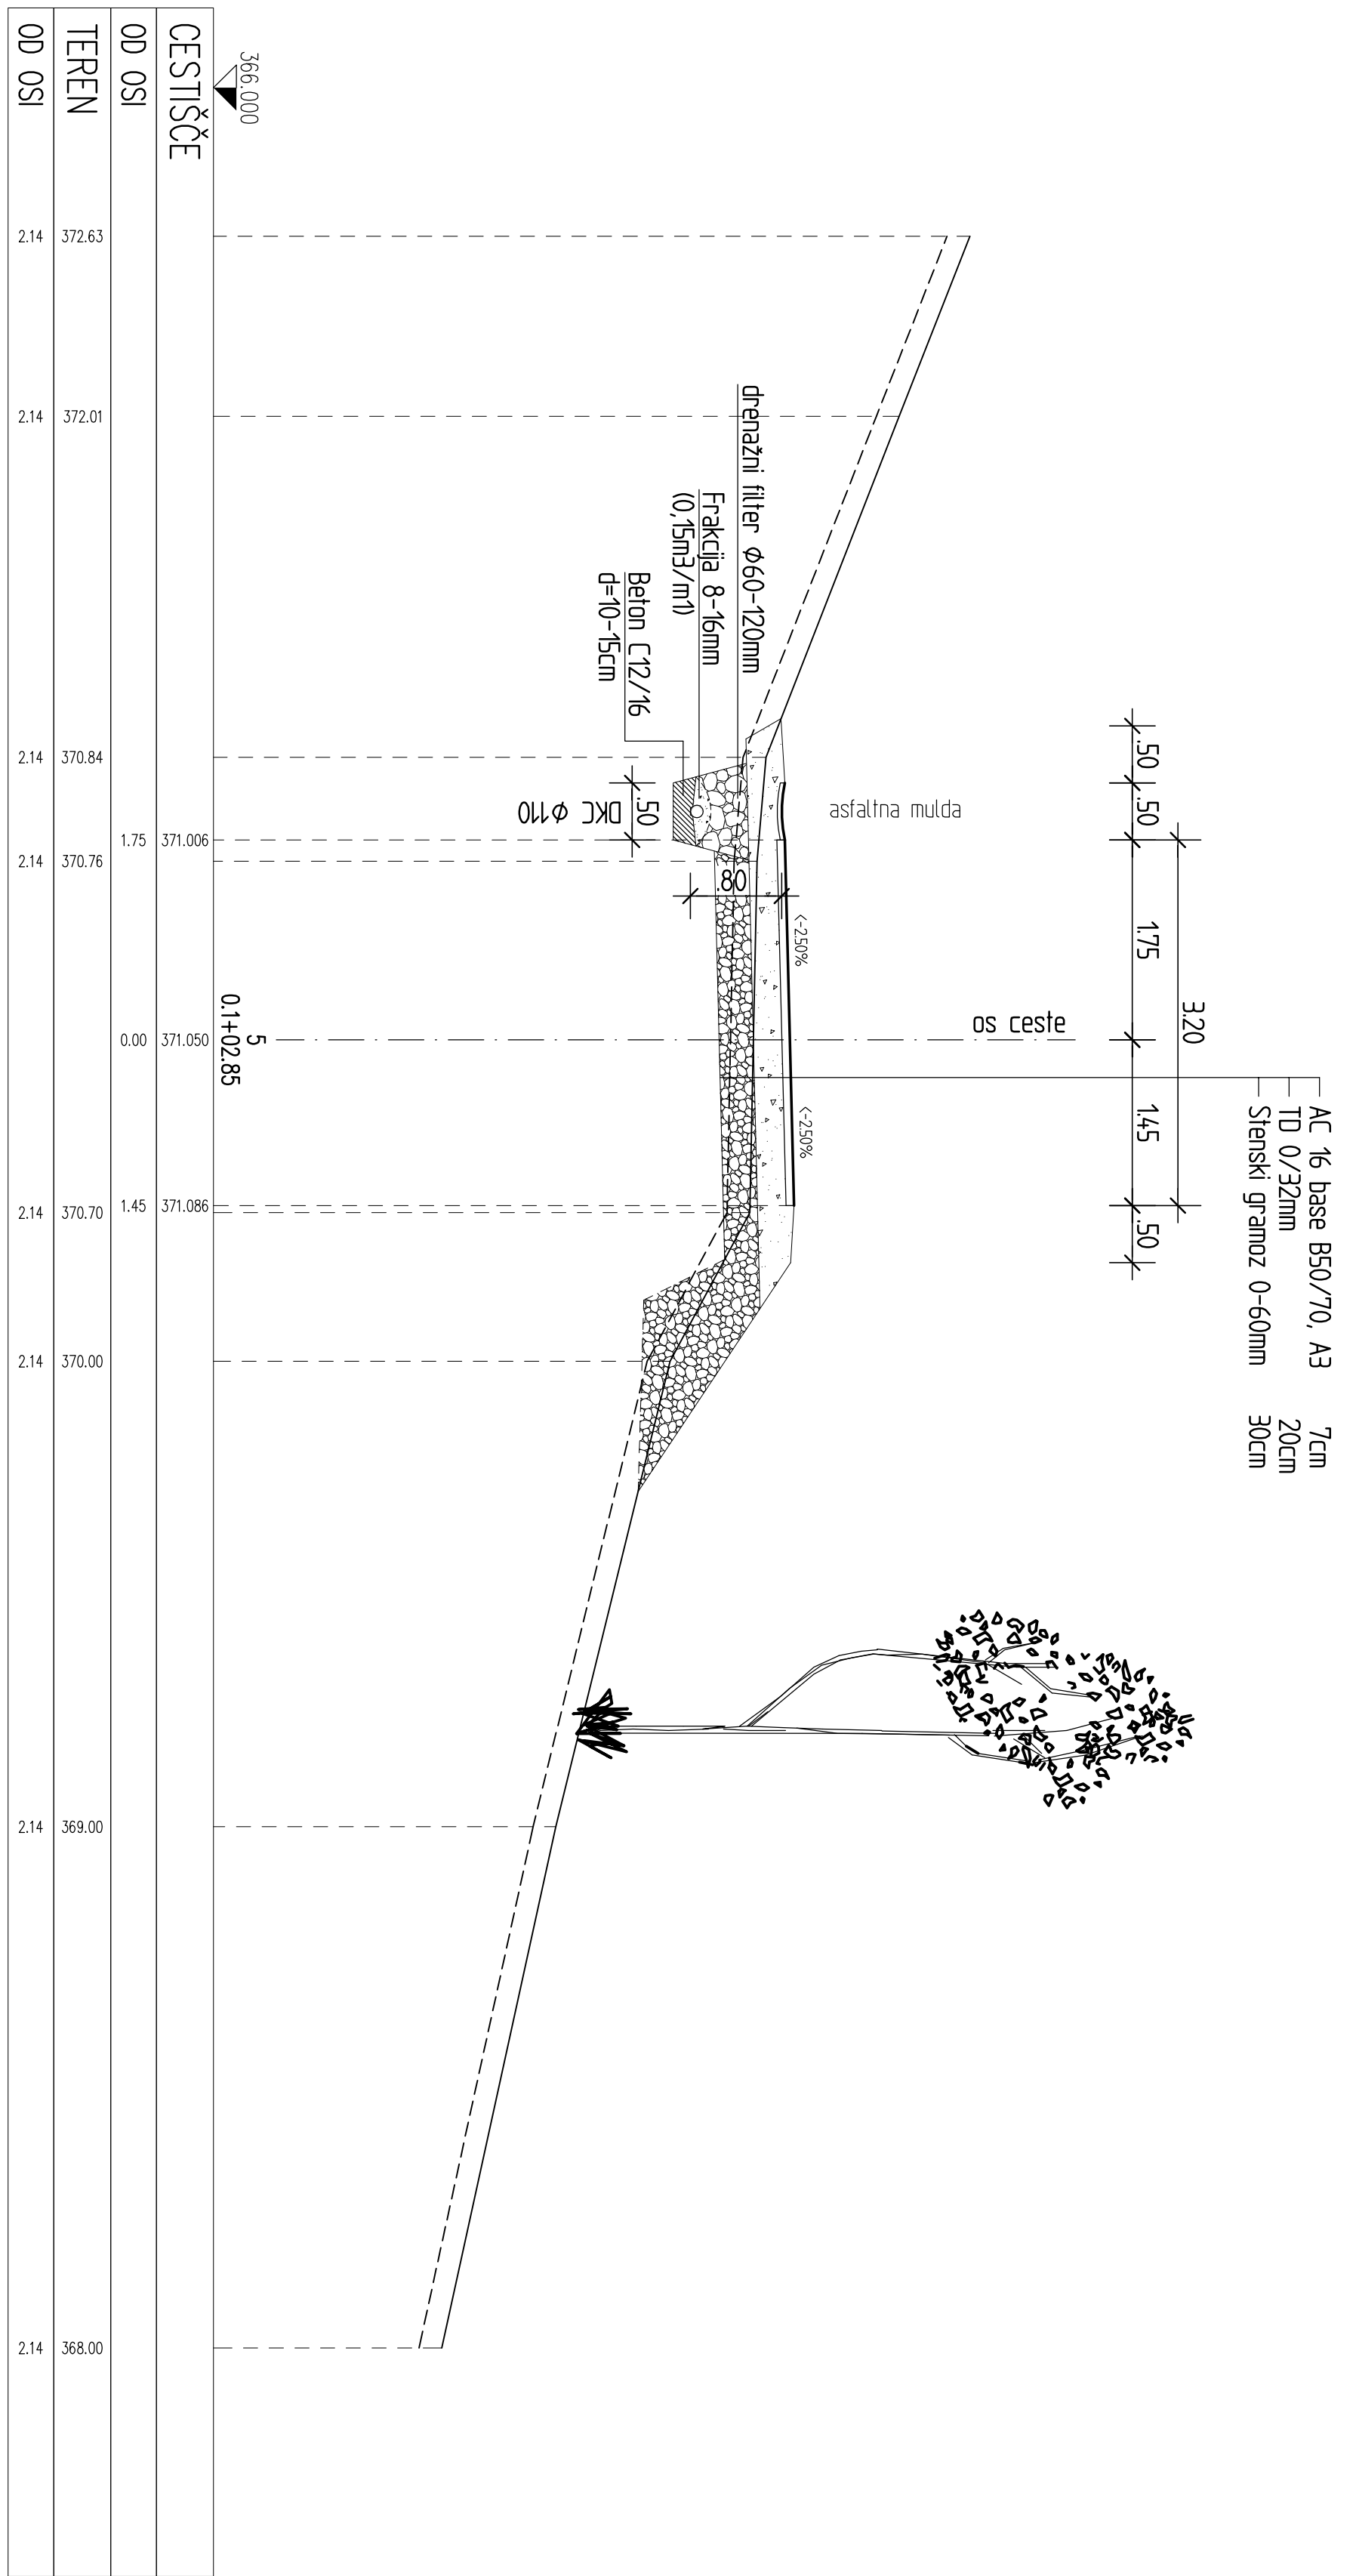 AC 16 base B50/70, A3 7cm
TD 0/32mm 20cm
Stenski gramoz 0-60mm 30cm
3.20
.50
.50
1.75
1.45
.50
os ceste
asfaltna mulda
<-2.50%
<-2.50%
.80
drenažni filter Ø60-120mm
Frakcija 8-16mm
(0,15m3/m1)
Beton C12/16
d=10-15cm
.50
DKC Ø110
366.000
5
0.1+02.85
CESTIŠČE 371.006 371.050 371.086
OD OSI 1.75 0.00 1.45
TEREN 372.63 372.01 370.84 370.76 370.70 370.00 369.00 368.00
OD OSI 2.14 2.14 2.14 2.14 2.14 2.14 2.14 2.14